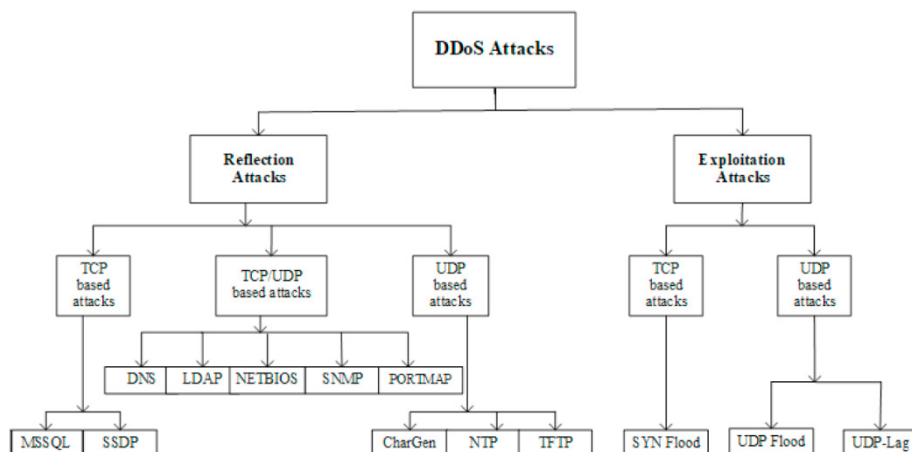 DDoS Attacks
Reflection
Attacks
Exploitation
Attacks
TCP
based
attacks
TCP/UDP
based attacks
UDP
based
attacks
TCP
based
attacks
UDP
based
attacks
DNS
LDAP
NETBIOS
SNMP
PORTMAP
MSSQL
SSDP
CharGen
NTP
TFTP
SYN Flood
UDP Flood
UDP-Lag